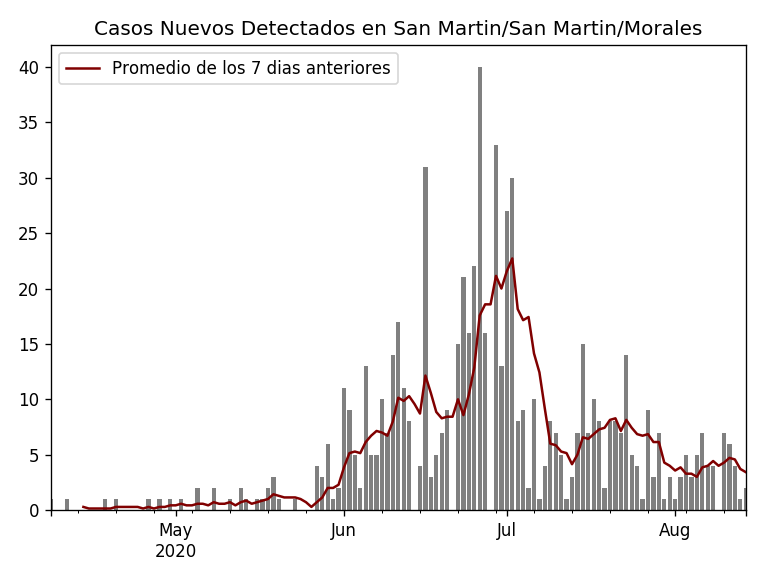 Casos Nuevos Detectados en San Martin/San Martin/Morales
Promedio de los 7 dias anteriores
40
35
30
25
20
15
10
5
0
May
2020
Jun
Jul
Aug